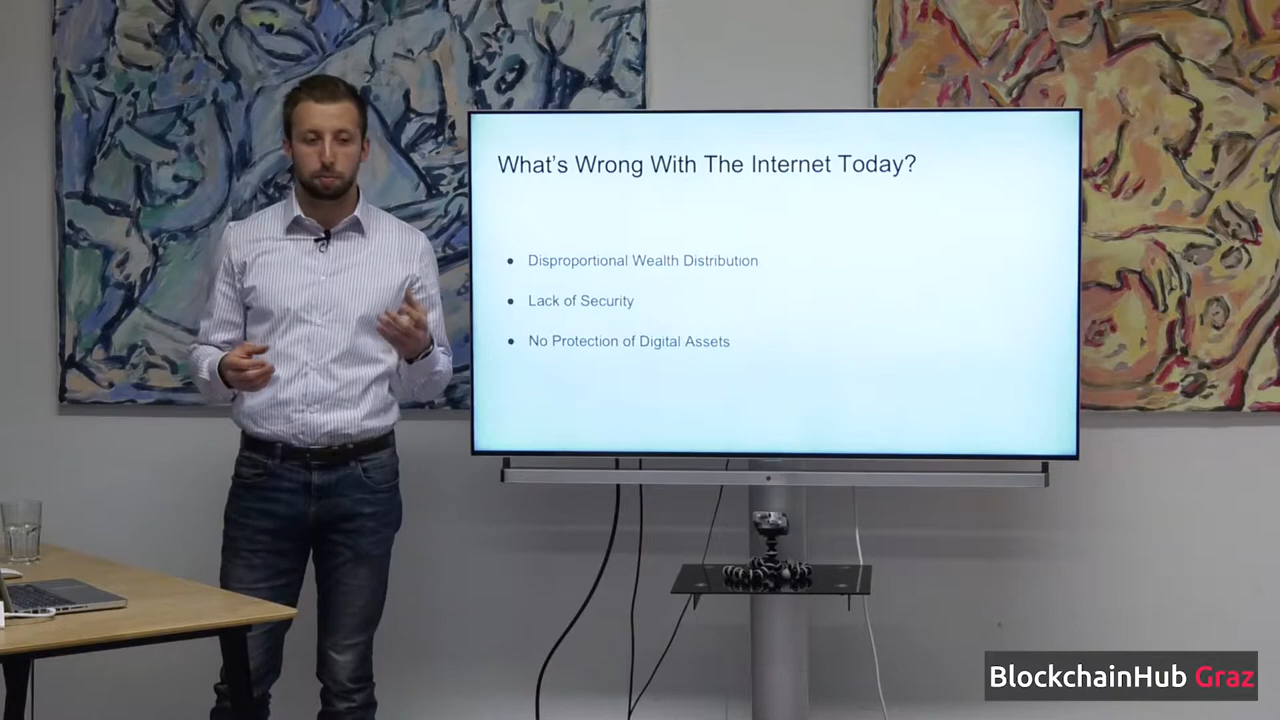 What's Wrong With The Internet Today?
● Disproportional Wealth Distribution
● Lack of Security
● No Protection of Digital Assets
BlockchainHub Graz